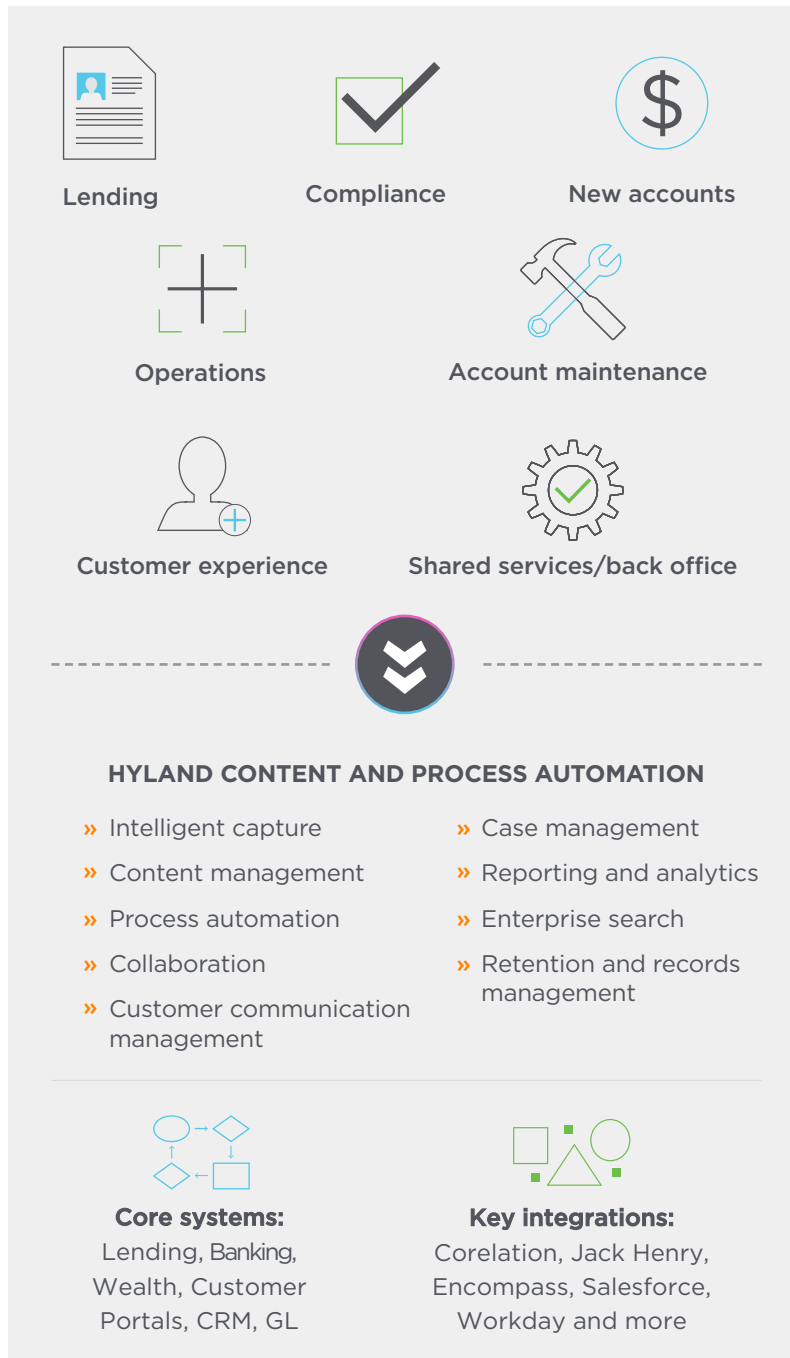 $
Lending
Compliance
New accounts
Operations
Account maintenance
Customer experience
Shared services/back office
HYLAND CONTENT AND PROCESS AUTOMATION
» Intelligent capture
» Content management
» Process automation
» Collaboration
» Customer communication
management
» Case management
» Reporting and analytics
» Enterprise search
» Retention and records
management
Core systems:
Lending, Banking,
Wealth, Customer
Portals, CRM, GL
Key integrations:
Corelation, Jack Henry,
Encompass, Salesforce,
Workday and more